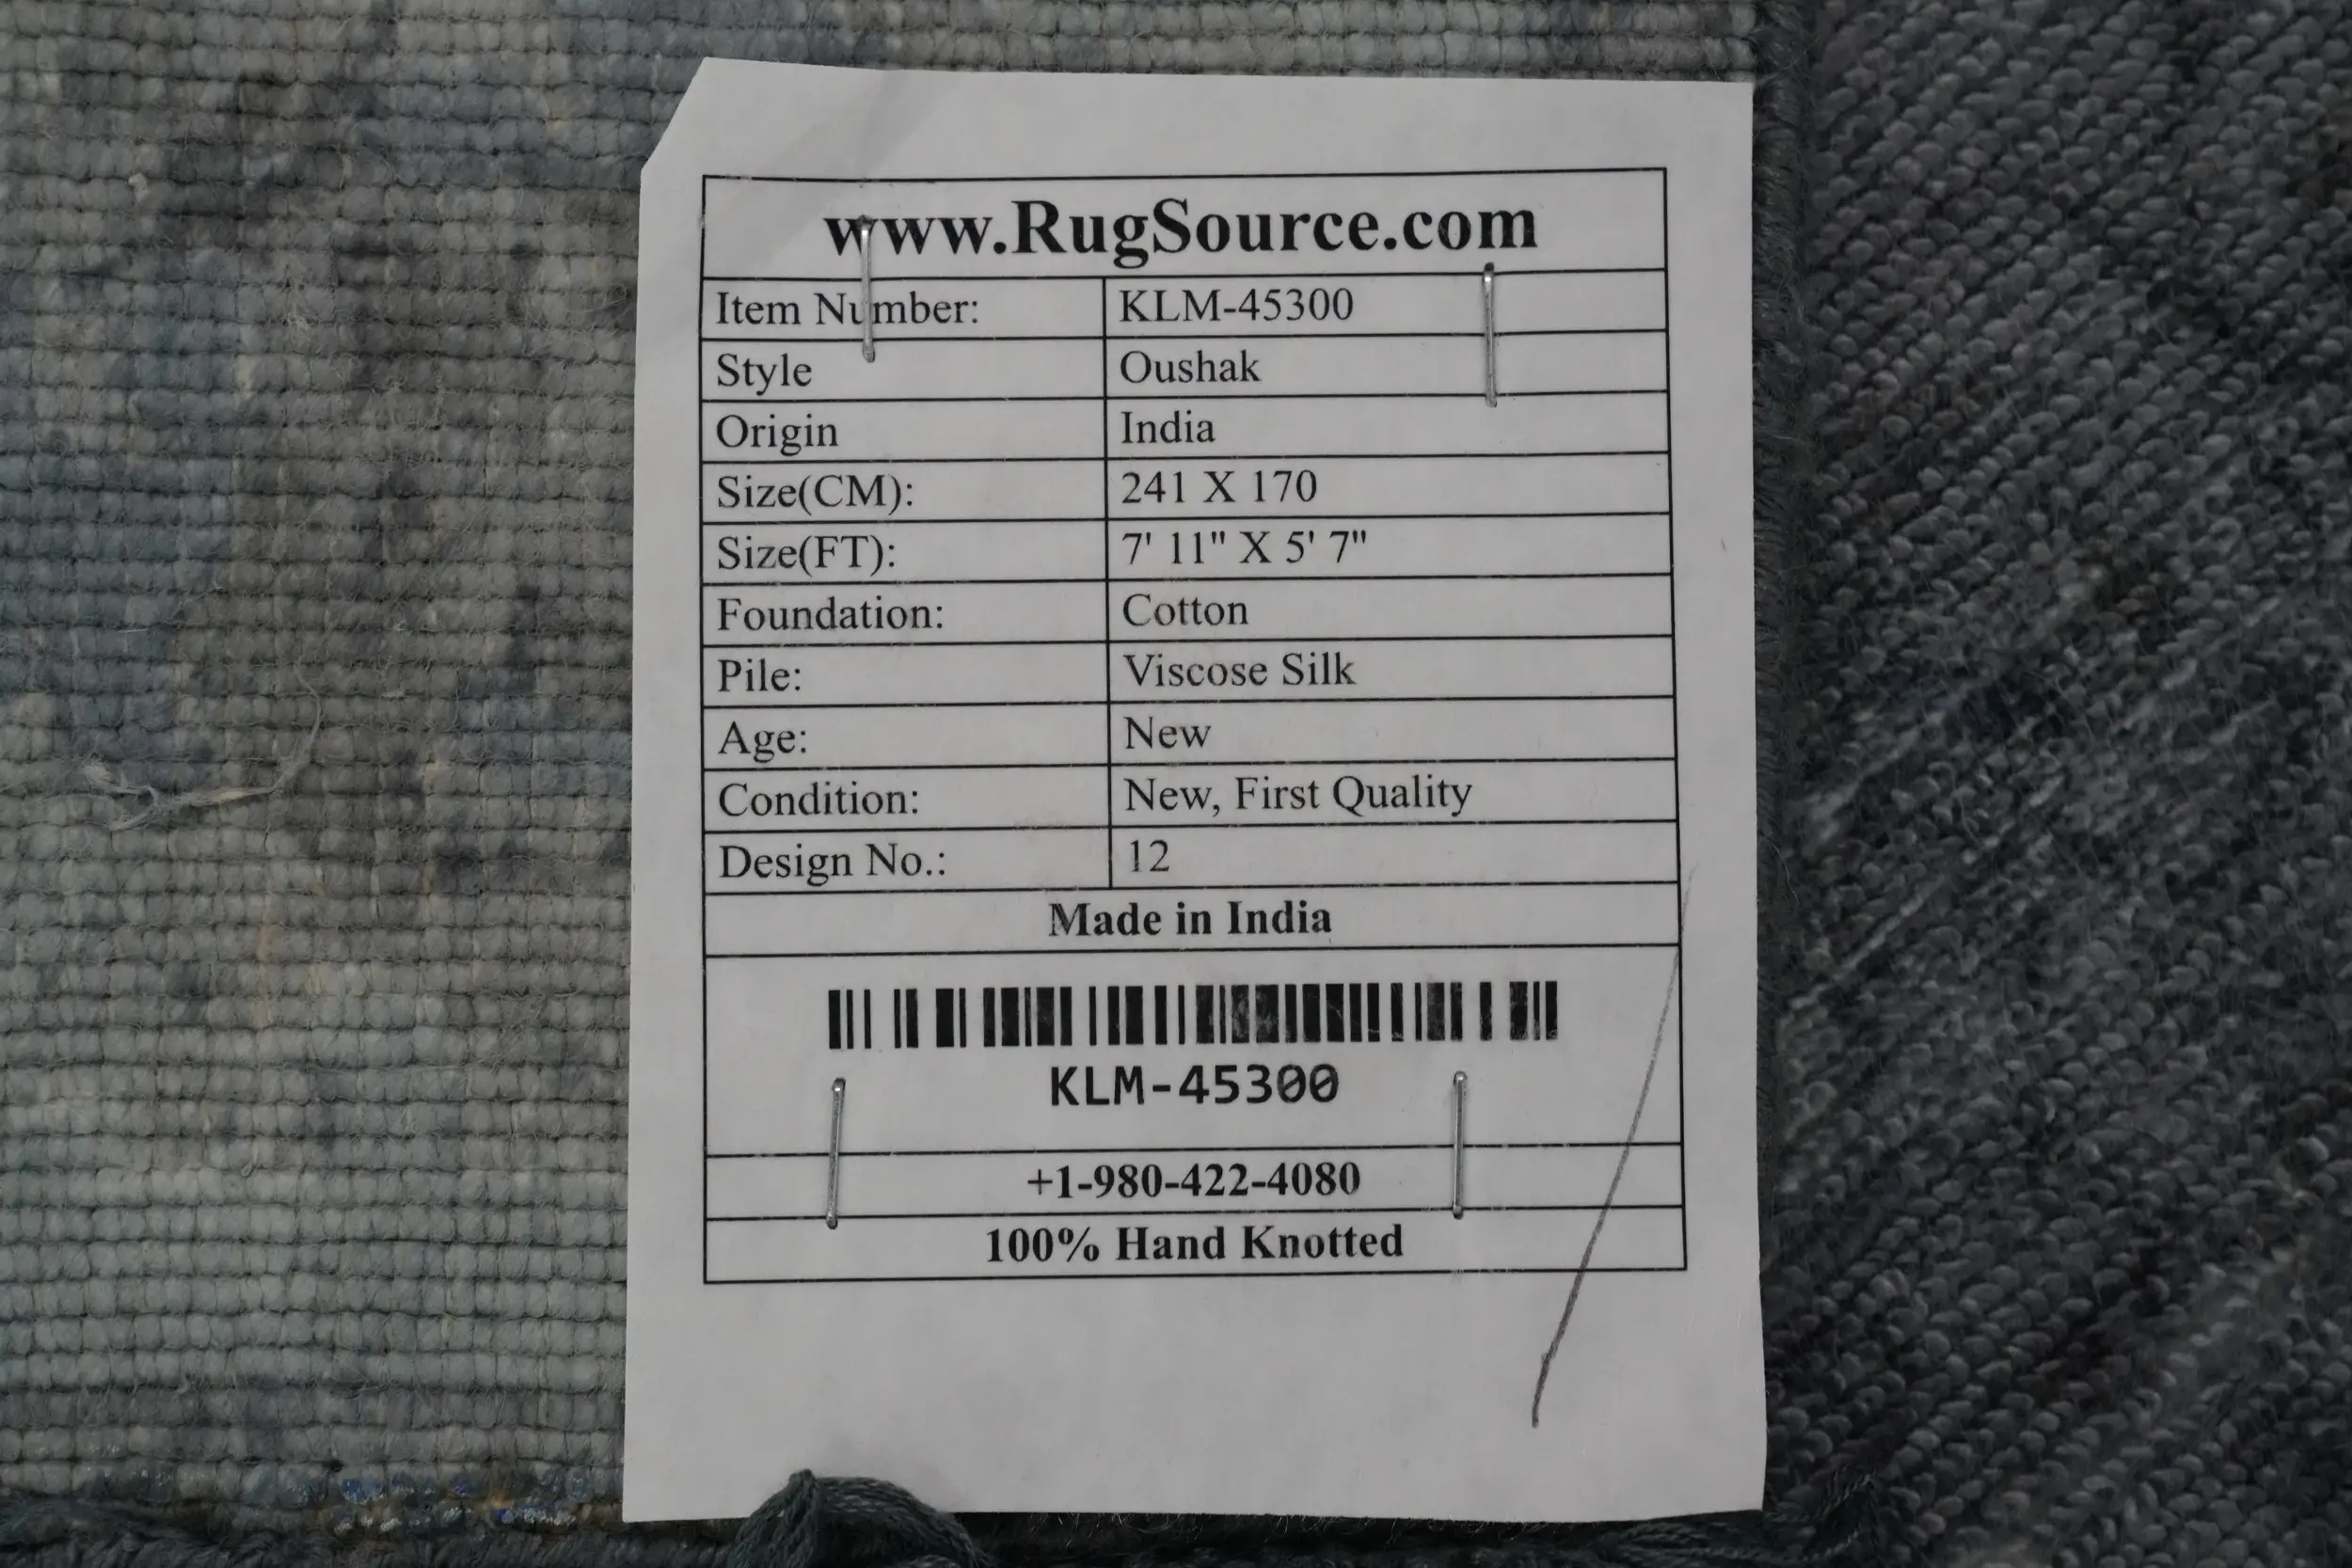 www.RugSource.com
Item Number: KLM-45300
Style Oushak
Origin India
Size(CM): 241 X 170
Size(FT): 7' 11" X 5' 7"
Foundation: Cotton
Pile: Viscose Silk
Age: New
Condition: New, First Quality
Design No.: 12
Made in India
KLM-45300
+1-980-422-4080
100% Hand Knotted